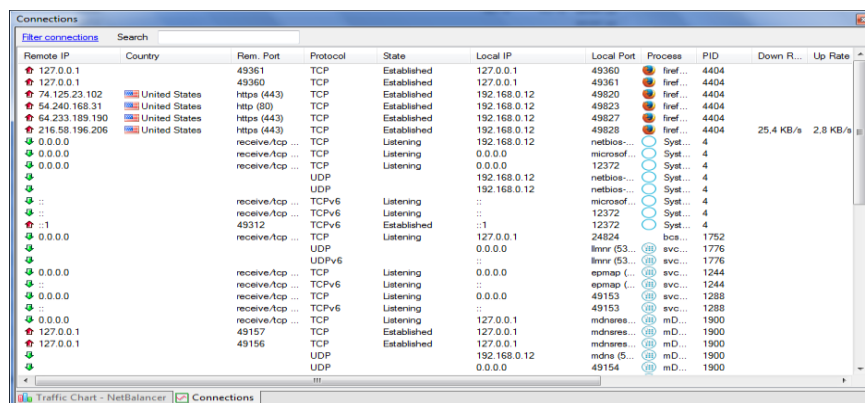 Connections
Filter connections Search
Remote IP Country Rem. Port Protocol State Local IP Local Port Process PID Down R... Up Rate
127.0.0.1 49361 TCP Established 127.0.0.1 49360 firef... 4404
127.0.0.1 49360 TCP Established 127.0.0.1 49361 firef... 4404
74.125.23.102 United States https (443) TCP Established 192.168.0.12 49820 firef... 4404
54.240.168.31 United States http (80) TCP Established 192.168.0.12 49823 firef... 4404
64.233.189.190 United States https (443) TCP Established 192.168.0.12 49827 firef... 4404
216.58.196.206 United States https (443) TCP Established 192.168.0.12 49828 firef... 4404 25,4 KB/s 2,8 KB/s
0.0.0.0 receive/tcp ... TCP Listening 192.168.0.12 netbios-... Syst... 4
0.0.0.0 receive/tcp ... TCP Listening 0.0.0.0 microsof... Syst... 4
0.0.0.0 receive/tcp ... TCP Listening 0.0.0.0 12372 Syst... 4
UDP 192.168.0.12 netbios-... Syst... 4
UDP 192.168.0.12 netbios-... Syst... 4
:: receive/tcp ... TCPv6 Listening :: microsof... Syst... 4
:: receive/tcp ... TCPv6 Listening :: 12372 Syst... 4
::1 49312 TCPv6 Established ::1 12372 Syst... 4
0.0.0.0 receive/tcp ... TCP Listening 127.0.0.1 24824 bcs... 1752
UDP 0.0.0.0 llmnr (53... svc... 1776
UDPv6 :: llmnr (53... svc... 1776
0.0.0.0 receive/tcp ... TCP Listening 0.0.0.0 epmap (... svc... 1244
:: receive/tcp ... TCPv6 Listening :: epmap (... svc... 1244
0.0.0.0 receive/tcp ... TCP Listening 0.0.0.0 49153 svc... 1288
:: receive/tcp ... TCPv6 Listening :: 49153 svc... 1288
0.0.0.0 receive/tcp ... TCP Listening 127.0.0.1 mdnsres... mD... 1900
127.0.0.1 49157 TCP Established 127.0.0.1 mdnsres... mD... 1900
127.0.0.1 49156 TCP Established 127.0.0.1 mdnsres... mD... 1900
UDP 192.168.0.12 mdns (5... mD... 1900
UDP 0.0.0.0 49154 mD... 1900
Traffic Chart - NetBalancer Connections